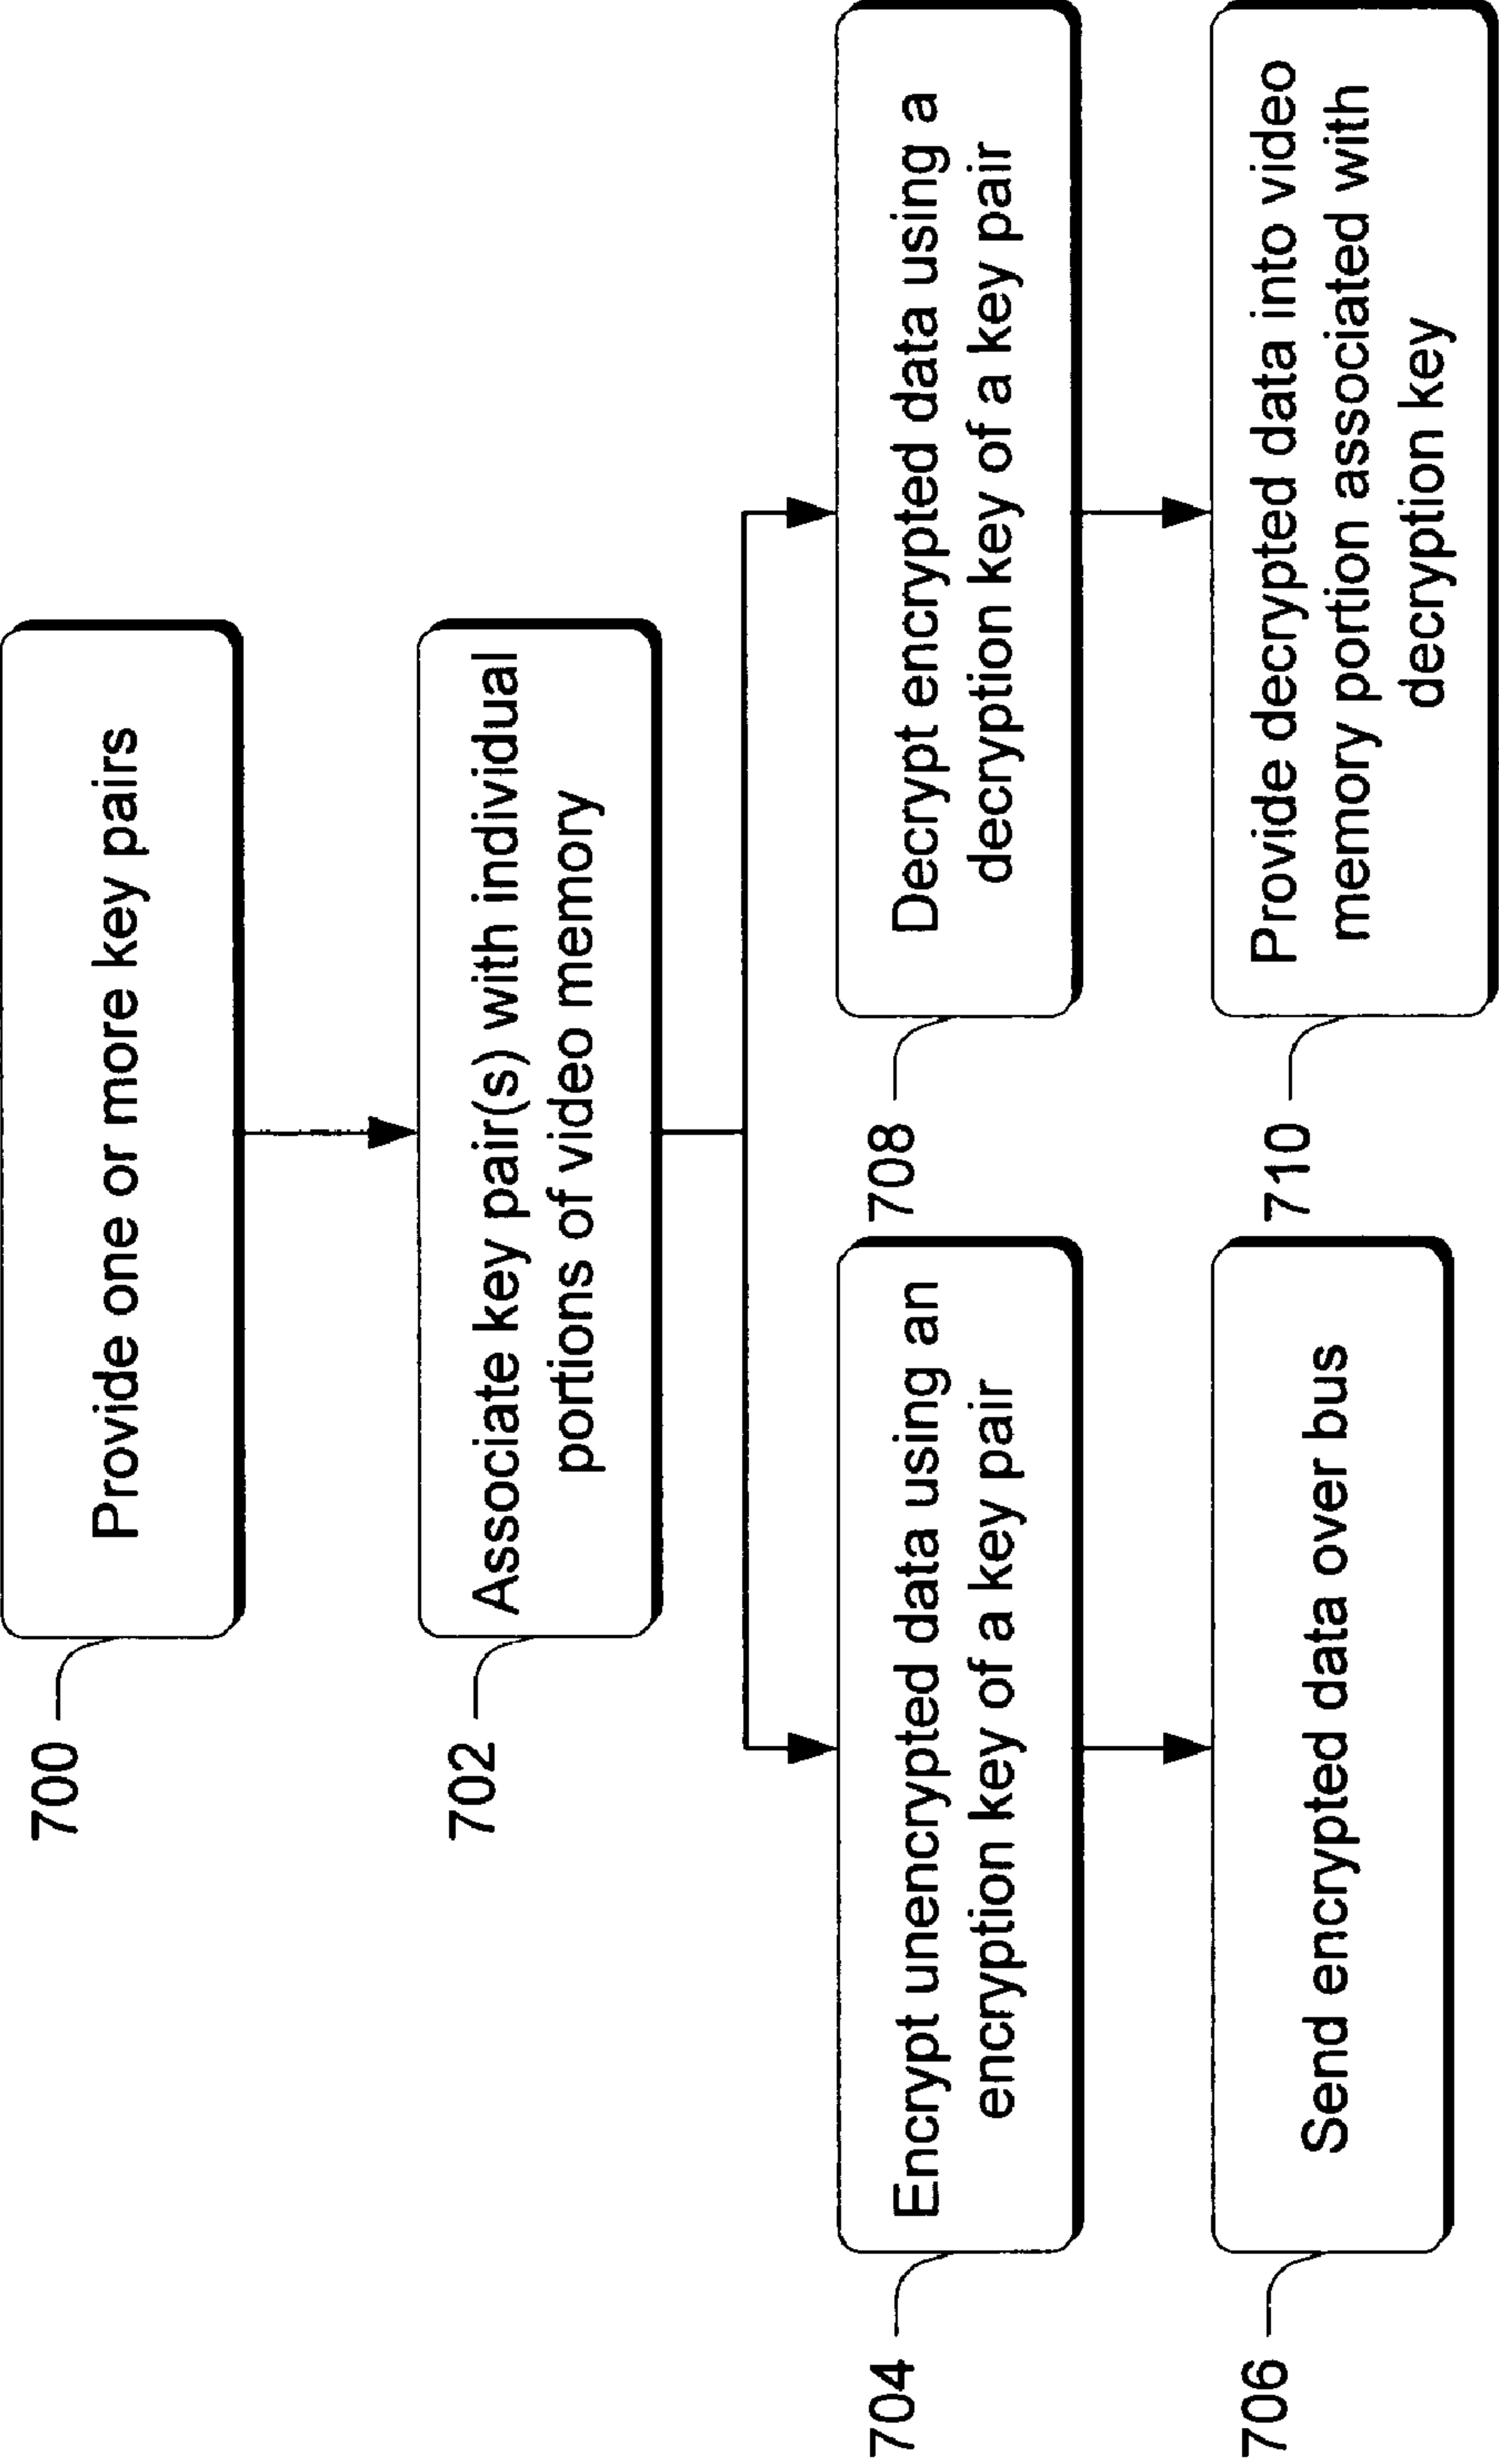 700
Provide one or more key pairs
702
Associate key pair(s) with individual
portions of video memory
704
Encrypt unencrypted data using an
encryption key of a key pair
706
Send encrypted data over bus
708
Decrypt encrypted data using a
decryption key of a key pair
710
Provide decrypted data into video
memory portion associated with
decryption key